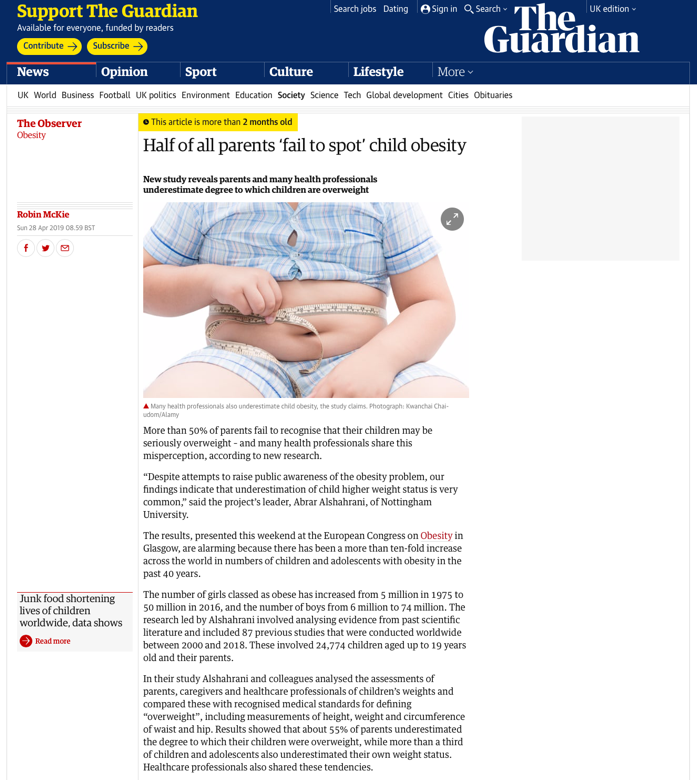 Support The Guardian
Available for everyone, funded by readers
Contribute
Subscribe
Search jobs
Dating
Sign in
Search
UK edition
The
Guardian
News
Opinion
Sport
Culture
Lifestyle
More
UK World Business Football UK politics Environment Education Society Science Tech Global development Cities Obituaries
The Observer
Obesity
This article is more than 2 months old
Half of all parents ‘fail to spot’ child obesity
New study reveals parents and many health professionals
underestimate degree to which children are overweight
Robin McKie
Sun 28 Apr 2019 08.59 BST
Many health professionals also underestimate child obesity, the study claims. Photograph: Kwanchai Chai-
udom/Alamy
More than 50% of parents fail to recognise that their children may be
seriously overweight – and many health professionals share this
misperception, according to new research.
“Despite attempts to raise public awareness of the obesity problem, our
findings indicate that underestimation of child higher weight status is very
common,” said the project’s leader, Abrar Alshahrani, of Nottingham
University.
The results, presented this weekend at the European Congress on Obesity in
Glasgow, are alarming because there has been a more than ten-fold increase
across the world in numbers of children and adolescents with obesity in the
past 40 years.
Junk food shortening
lives of children
worldwide, data shows
Read more
The number of girls classed as obese has increased from 5 million in 1975 to
50 million in 2016, and the number of boys from 6 million to 74 million. The
research led by Alshahrani involved analysing evidence from past scientific
literature and included 87 previous studies that were conducted worldwide
between 2000 and 2018. These involved 24,774 children aged up to 19 years
old and their parents.
In their study Alshahrani and colleagues analysed the assessments of
parents, caregivers and healthcare professionals of children’s weights and
compared these with recognised medical standards for defining
“overweight”, including measurements of height, weight and circumference
of waist and hip. Results showed that about 55% of parents underestimated
the degree to which their children were overweight, while more than a third
of children and adolescents also underestimated their own weight status.
Healthcare professionals also shared these tendencies.